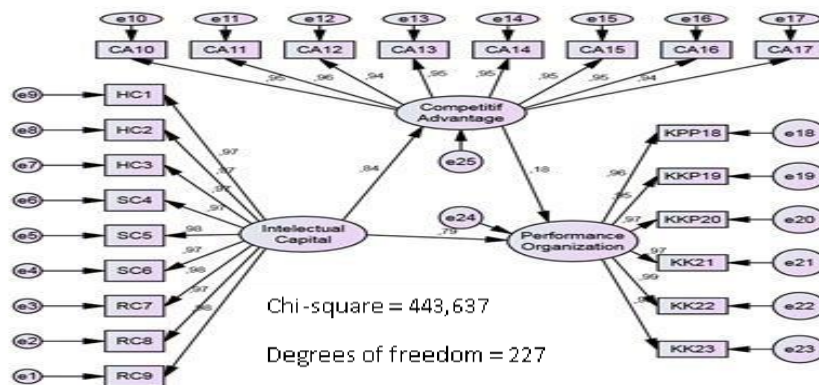 e10 e11 e12 e13 e14 e15 e16 e17
CA10 CA11 CA12 CA13 CA14 CA15 CA16 CA17
,95 ,96 ,94 ,95 ,95 ,95 ,95 ,94
e9 HC1
e8 HC2
e7 HC3
e6 SC4
e5 SC5
e4 SC6
e3 RC7
e2 RC8
e1 RC9
,97
,97
,97
,98
,97
,98
,97
Intelectual
Capital
,84
,79
Competitif
Advantage
e25
,18
e24
Performance
Organization
,96
,97
,97
,99
KPP18 e18
KKP19 e19
KKP20 e20
KK21 e21
KK22 e22
KK23 e23
Chi-square = 443,637
Degrees of freedom = 227